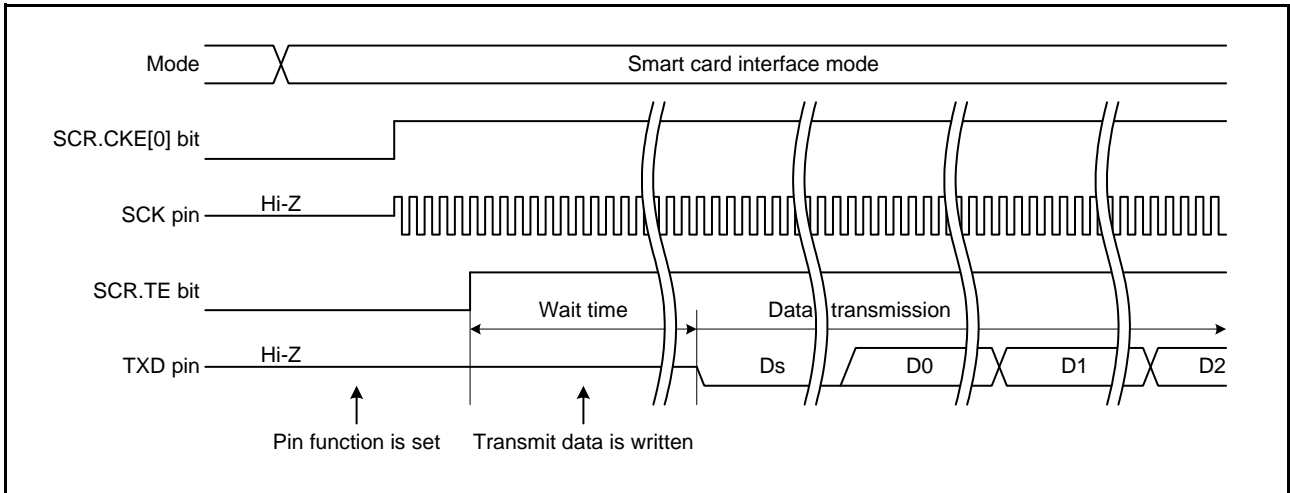 Mode
Smart card interface mode
SCR.CKE[0] bit
SCK pin
Hi-Z
SCR.TE bit
Wait time
Data transmission
TXD pin
Hi-Z
Ds
D0
D1
D2
Pin function is set
Transmit data is written